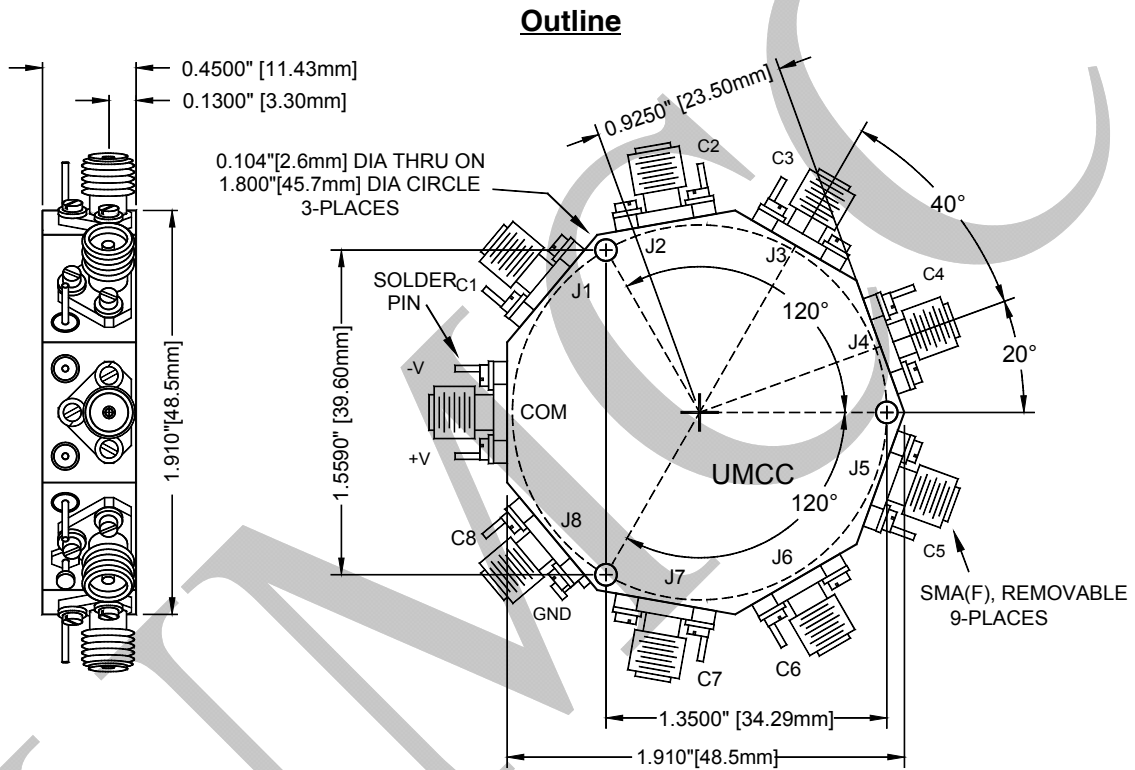 Outline
0.4500" [11.43mm]
0.1300" [3.30mm]
0.9250" [23.50mm]
0.104"[2.6mm] DIA THRU ON
1.800"[45.7mm] DIA CIRCLE
3-PLACES
C2
C3
40°
J2
J3
C4
SOLDER
PIN
C1
J1
120°
J4
20°
-V
COM
+V
1.910"[48.5mm]
1.5590" [39.60mm]
UMCC
J5
120°
C8
J8
J6
C5
J7
GND
SMA(F), REMOVABLE
9-PLACES
C7
C6
1.3500" [34.29mm]
1.910"[48.5mm]
UMCC